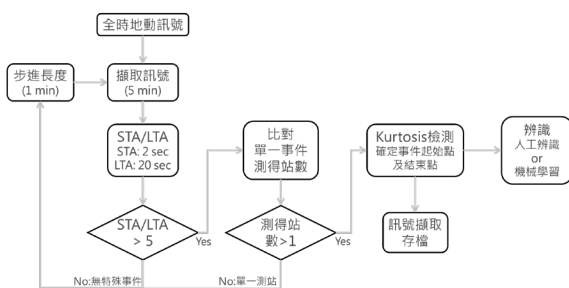 全時地動訊號
步進長度
(1 min)
擷取訊號
(5 min)
STA/LTA
STA: 2 sec
LTA: 20 sec
STA/LTA
> 5
Yes
No:無特殊事件
比對
單一事件
測得站數
測得站
數>1
Yes
No:單一測站
Kurtosis檢測
確定事件起始點
及結束點
訊號擷取
存檔
辨識
人工辨識
or
機械學習